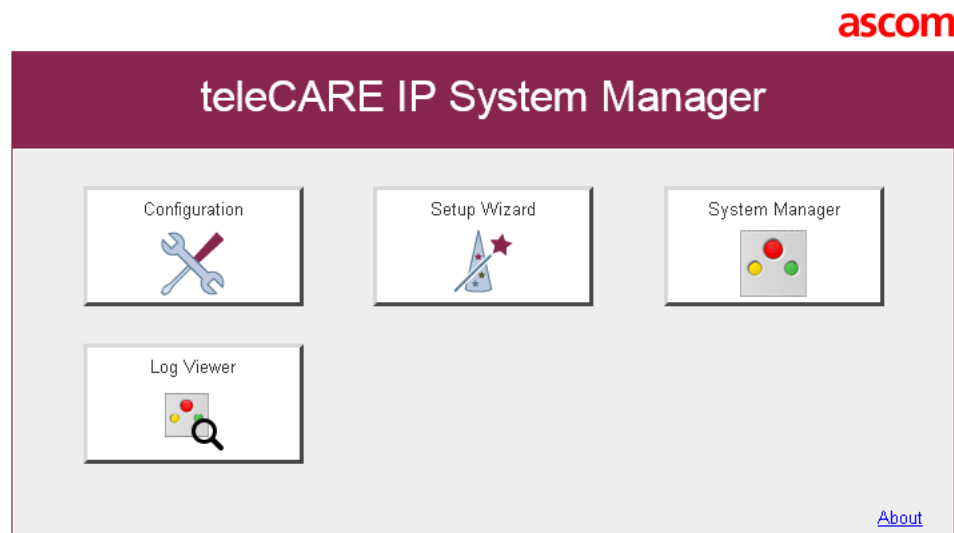 ascom
teleCARE IP System Manager
Configuration
Setup Wizard
System Manager
Log Viewer
About